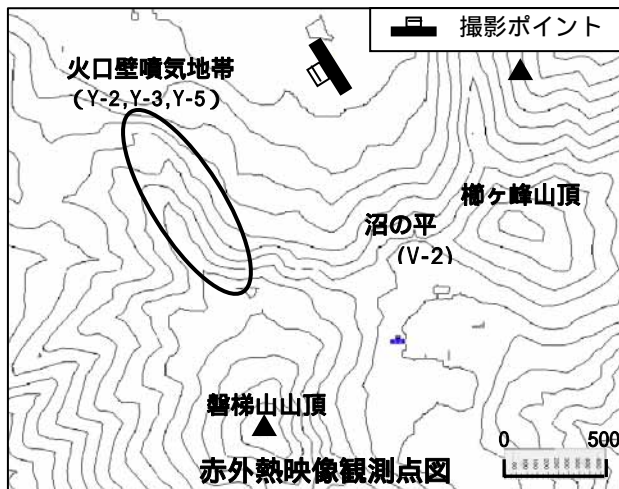 撮影ポイント
火口壁噴気地帯
(Y-2,Y-3,Y-5)
櫛ヶ峰山頂
沼の平
(V-2)
磐梯山山頂
0 500
赤外熱映像観測点図